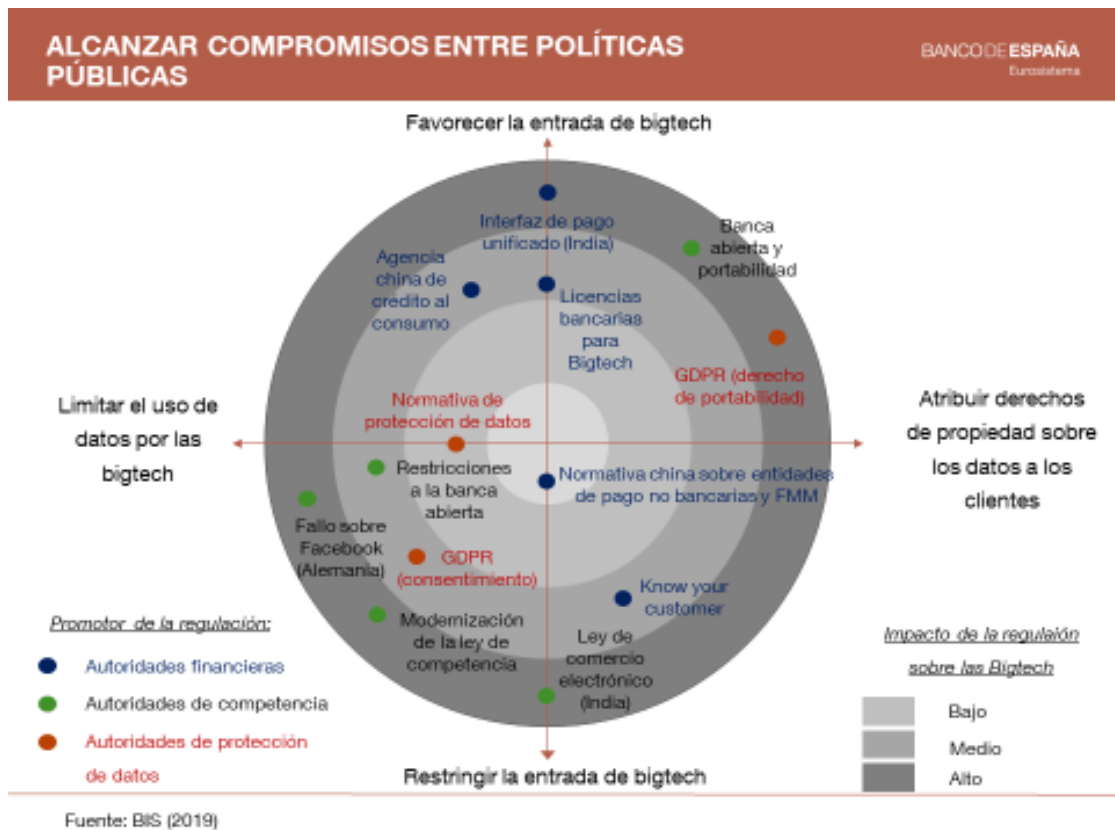 ALCANZAR COMPROMISOS ENTRE POLÍTICAS
PÚBLICAS
BANCODEESPAÑA
Eurosistema
Favorecer la entrada de bigtech
Interfaz de pago
unificado (India)
Banca
abierta y
portabilidad
Agencia
china de
crédito al
consumo
Licencias
bancarias
para
Bigtech
GDPR (derecho
de portabilidad)
Limitar el uso de
datos por las
bigtech
Normativa de
protección de datos
Atribuir derechos
de propiedad sobre
los datos a los
clientes
Restricciones
a la banca
abierta
Normativa china sobre entidades
de pago no bancarias y FMM
Fallo sobre
Facebook
(Alemania)
GDPR
(consentimiento)
Know your
customer
Modernización
de la ley de
competencia
Ley de
comercio
electrónico
(India)
Promotor de la regulación:
Autoridades financieras
Autoridades de competencia
Autoridades de protección
de datos
Impacto de la regulaión
sobre las Bigtech
Bajo
Medio
Alto
Restringir la entrada de bigtech
Fuente: BIS (2019)